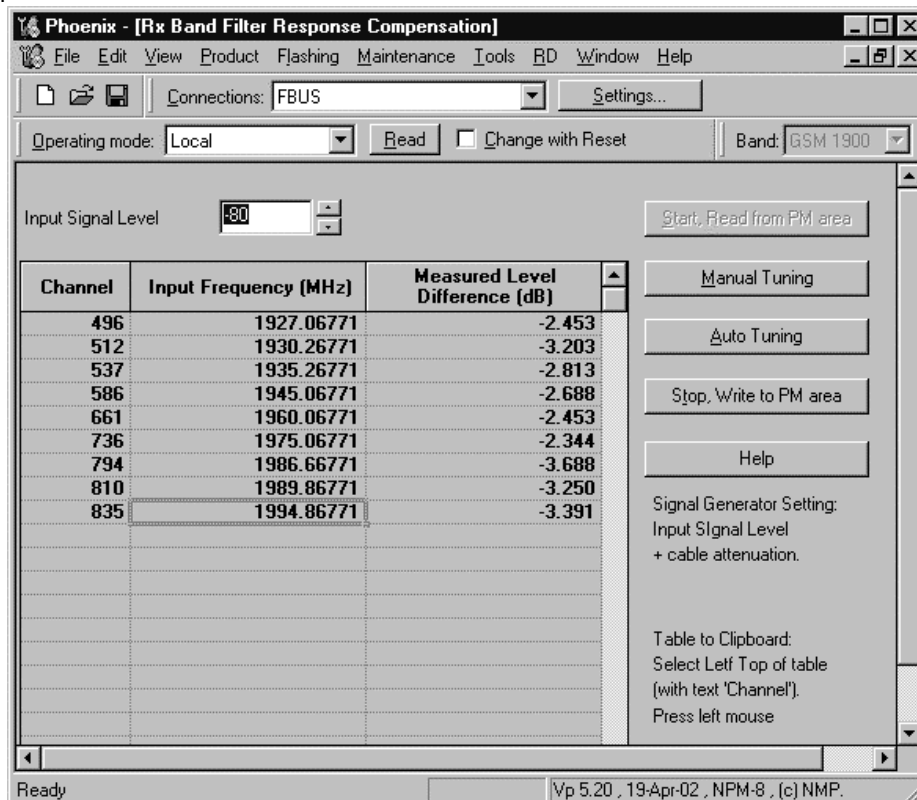 Phoenix - [Rx Band Filter Response Compensation]
File Edit View Product Flashing Maintenance Tools RD Window Help
Connections: FBUS Settings...
Operating mode: Local Read Change with Reset Band: GSM 1900
Input Signal Level -80 Start, Read from PM area
Channel Input Frequency (MHz) Measured Level Difference (dB)
496 1927.06771 -2.453
512 1930.26771 -3.203
537 1935.26771 -2.813
586 1945.06771 -2.688
661 1960.06771 -2.453
736 1975.06771 -2.344
794 1986.66771 -3.688
810 1989.86771 -3.250
835 1994.86771 -3.391
Manual Tuning
Auto Tuning
Stop, Write to PM area
Help
Signal Generator Setting:
Input SIgnal Level
+ cable attenuation.
Table to Clipboard:
Select Letf Top of table
(with text 'Channel').
Press left mouse
Ready Vp 5.20 , 19-Apr-02 , NPM-8 , (c) NMP.